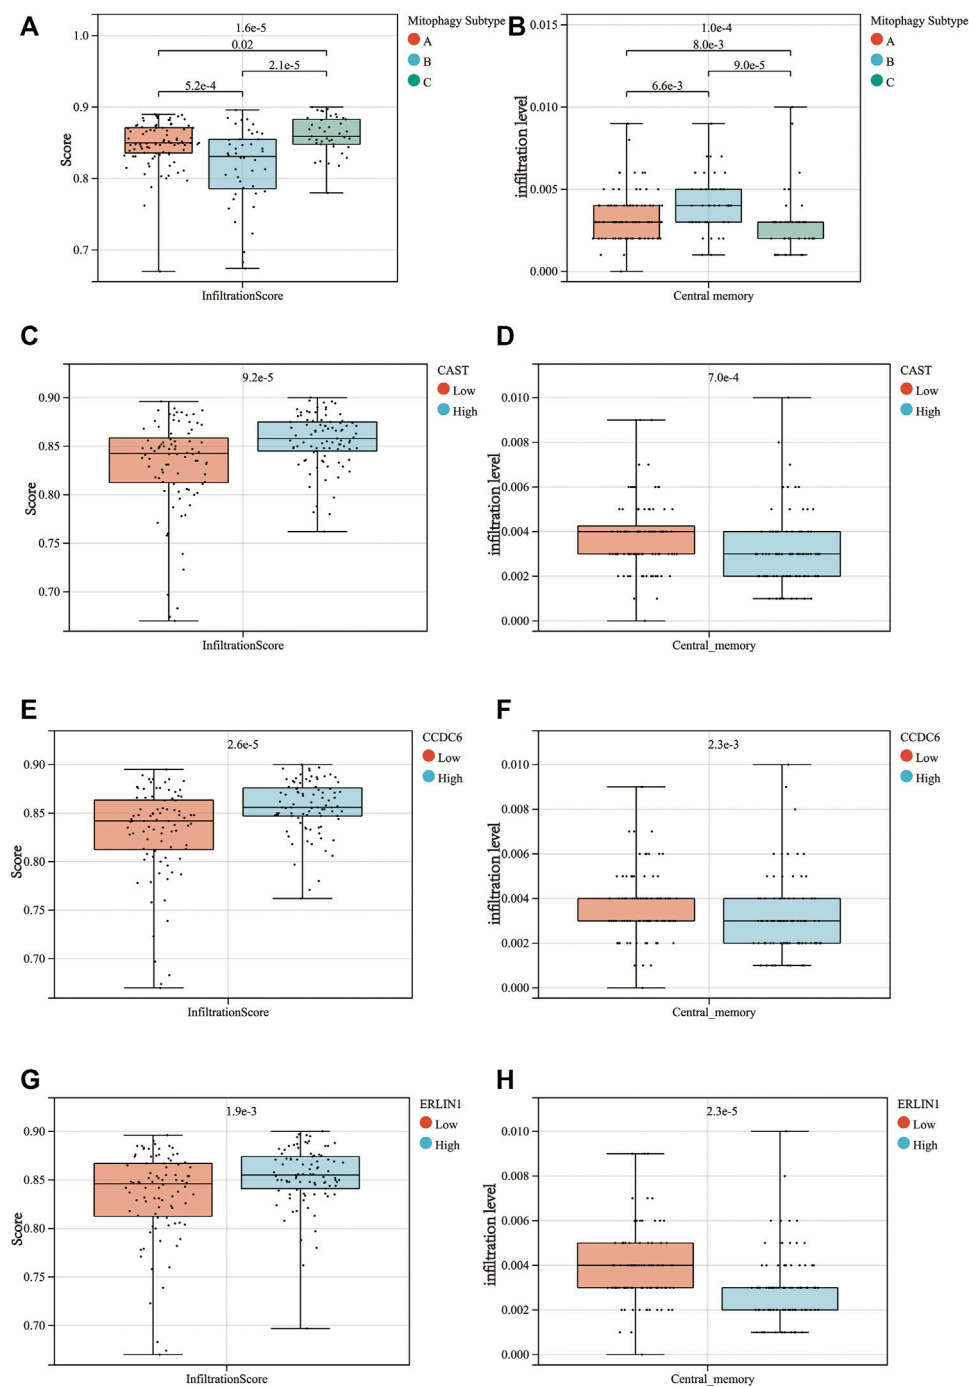 A
B
Mitophagy Subtype
A
B
C
1.6e-5
0.02
2.1e-5
5.2e-4
1.0
0.9
0.8
0.7
Score
InfiltrationScore
Mitophagy Subtype
A
B
C
1.0e-4
8.0e-3
9.0e-5
6.6e-3
0.015
0.010
0.005
0.000
infiltration level
Central memory
C
D
CAST
Low
High
9.2e-5
0.90
0.85
0.80
0.75
0.70
Score
InfiltrationScore
CAST
Low
High
7.0e-4
0.010
0.008
0.006
0.004
0.002
0.000
infiltration level
Central_memory
E
F
CCDC6
Low
High
2.6e-5
0.90
0.85
0.80
0.75
0.70
Score
InfiltrationScore
CCDC6
Low
High
2.3e-3
0.010
0.008
0.006
0.004
0.002
0.000
infiltration level
Central_memory
G
H
ERLIN1
Low
High
1.9e-3
0.90
0.85
0.80
0.75
0.70
Score
InfiltrationScore
ERLIN1
Low
High
2.3e-5
0.010
0.008
0.006
0.004
0.002
0.000
infiltration level
Central_memory